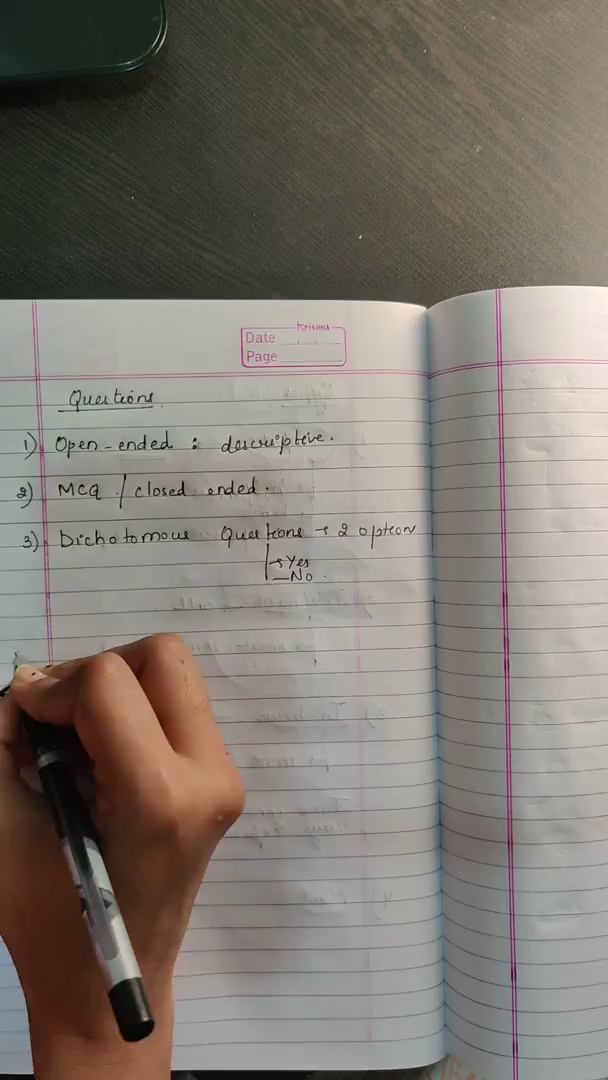 Krishna
Date
Page
Questions.
1) Open-ended : descriptive.
2) MCQ / closed ended.
3) Dichotomous Questions → 2 option
→ Yes
— No.